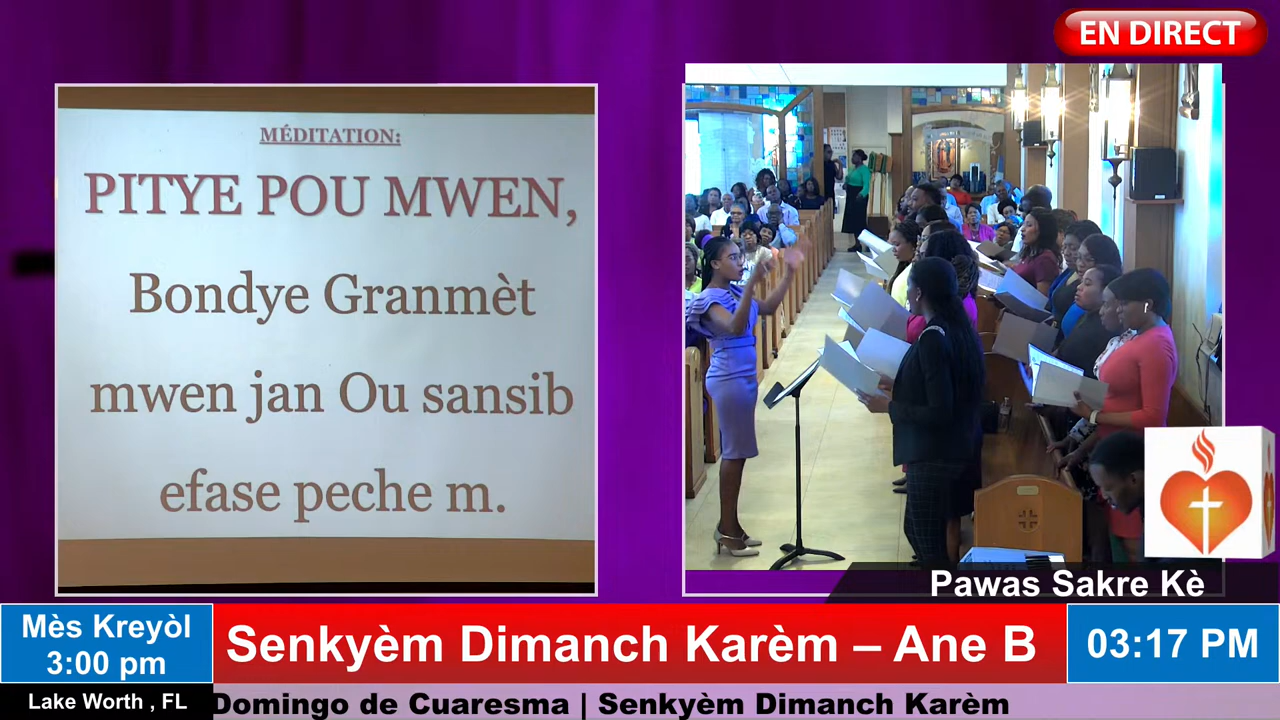 EN DIRECT
MÉDITATION:
PITYE POU MWEN,
Bondye Granmèt
mwen jan Ou sansib
efase peche m.
Pawas Sakre Kè
Mès Kreyòl
3:00 pm
Senkyèm Dimanch Karèm – Ane B
03:17 PM
Lake Worth , FL
Domingo de Cuaresma | Senkyèm Dimanch Karèm